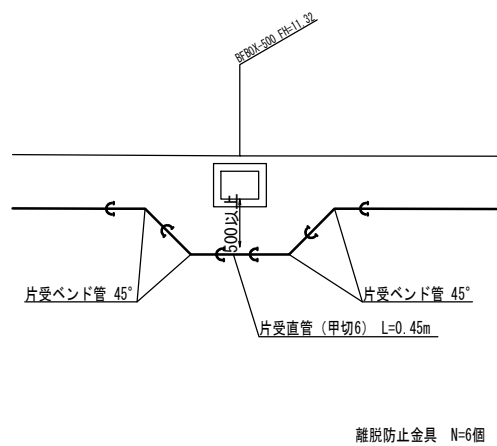 BFBOX-500 FH=11.32
500以上
片受ベンド管 45°
片受ベンド管 45°
片受直管 (甲切6) L=0.45m
離脱防止金具 N=6個